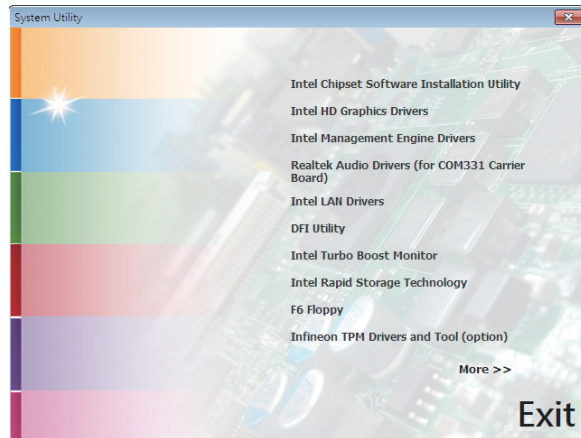 System Utility
Intel Chipset Software Installation Utility
Intel HD Graphics Drivers
Intel Management Engine Drivers
Realtek Audio Drivers (for COM331 Carrier
Board)
Intel LAN Drivers
DFI Utility
Intel Turbo Boost Monitor
Intel Rapid Storage Technology
F6 Floppy
Infineon TPM Drivers and Tool (option)
More >>
Exit